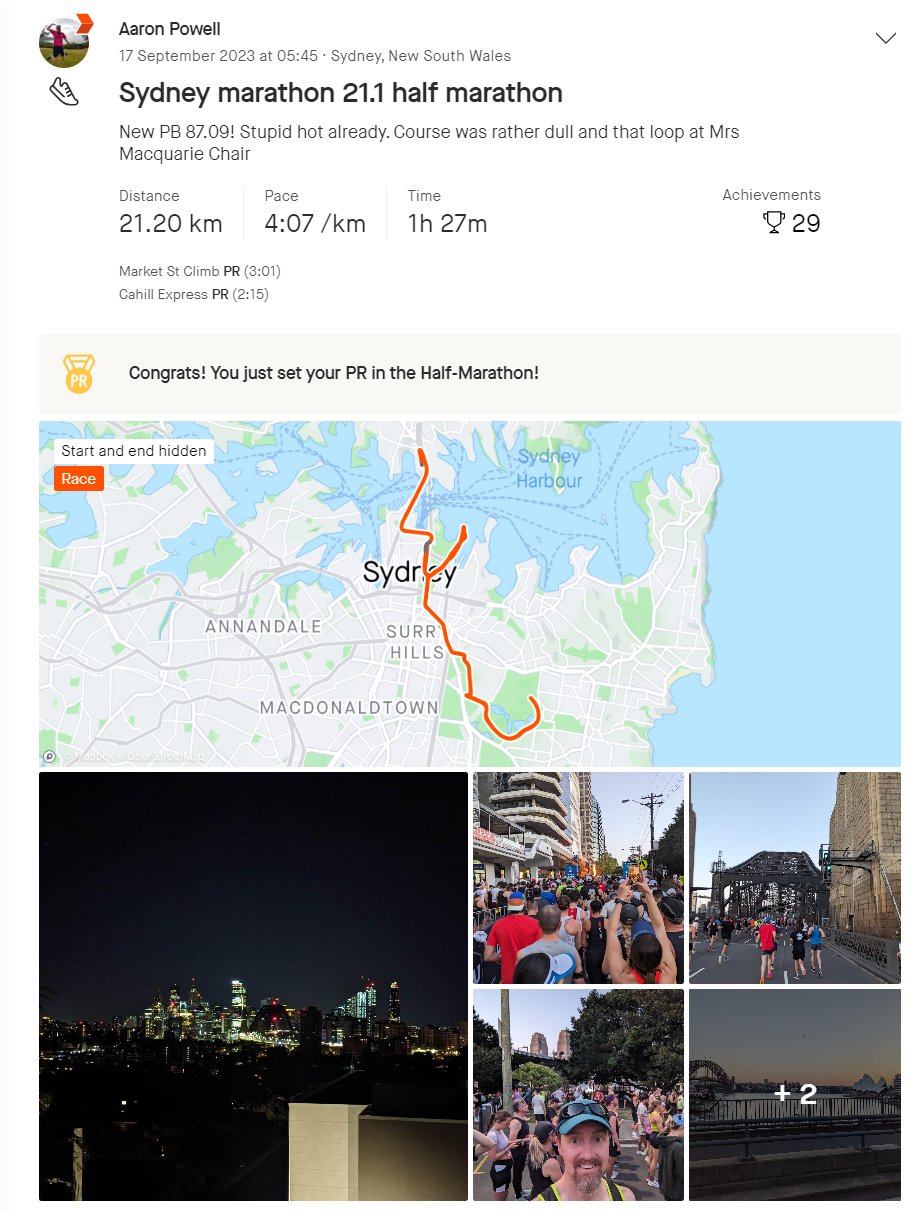 Aaron Powell
17 September 2023 at 05:45 · Sydney, New South Wales
Sydney marathon 21.1 half marathon
New PB 87.09! Stupid hot already. Course was rather dull and that loop at Mrs
Macquarie Chair
Distance
21.20 km
Pace
4:07 /km
Time
1h 27m
Achievements
29
Market St Climb PR (3:01)
Cahill Express PR (2:15)
PR
Congrats! You just set your PR in the Half-Marathon!
Start and end hidden
Race
Sydney
Harbour
Sydney
ANNANDALE
SURRY
HILLS
MACDONALDTOWN
© Mapbox © OpenStreetMap
+ 2